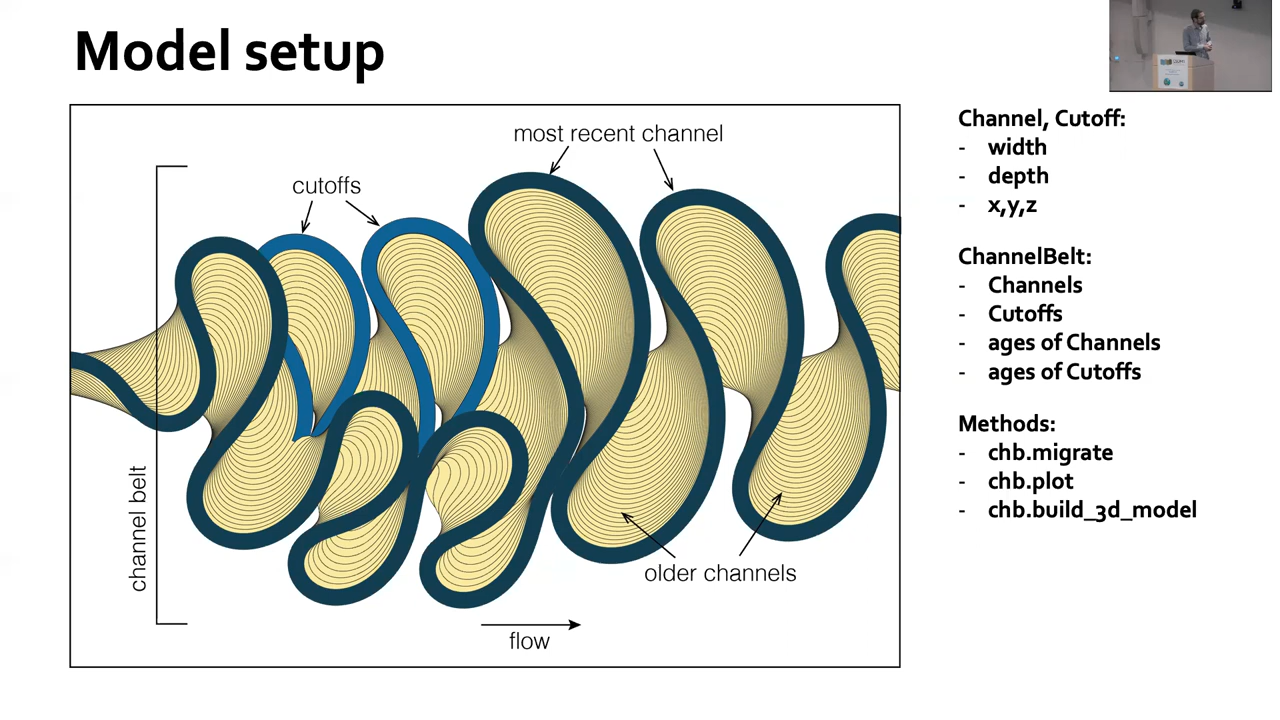 Model setup
most recent channel
cutoffs
channel belt
older channels
flow
Channel, Cutoff:
- width
- depth
- x,y,z
ChannelBelt:
- Channels
- Cutoffs
- ages of Channels
- ages of Cutoffs
Methods:
- chb.migrate
- chb.plot
- chb.build_3d_model